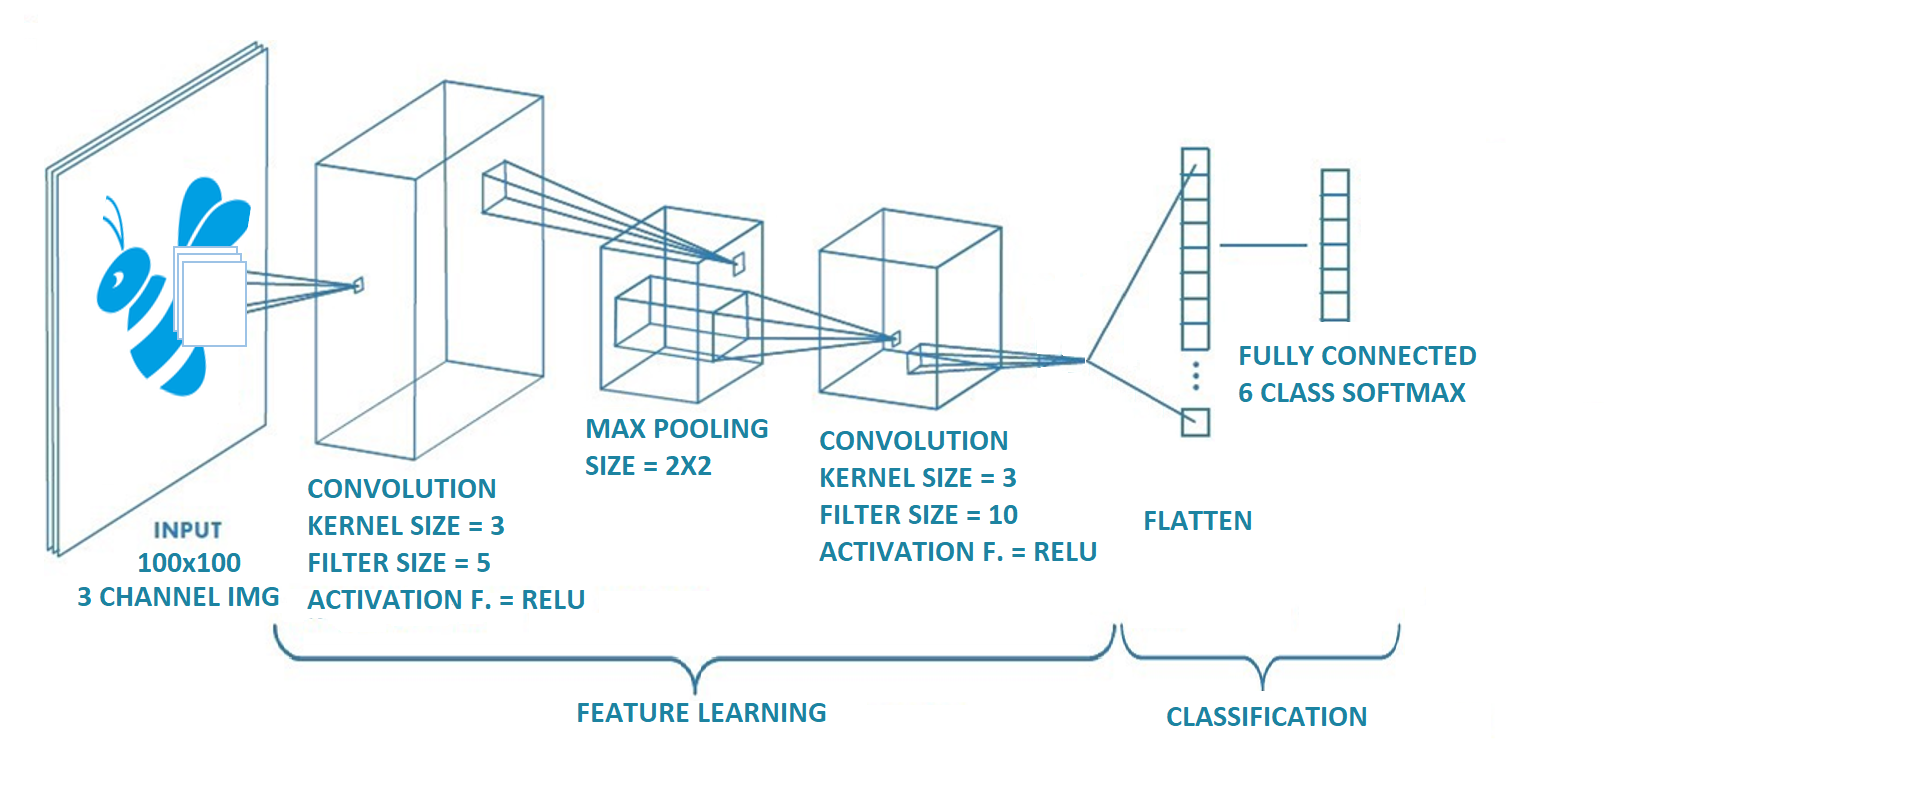 INPUT
100x100
3 CHANNEL IMG
CONVOLUTION
KERNEL SIZE = 3
FILTER SIZE = 5
ACTIVATION F. = RELU
MAX POOLING
SIZE = 2X2
CONVOLUTION
KERNEL SIZE = 3
FILTER SIZE = 10
ACTIVATION F. = RELU
FLATTEN
FULLY CONNECTED
6 CLASS SOFTMAX
FEATURE LEARNING
CLASSIFICATION